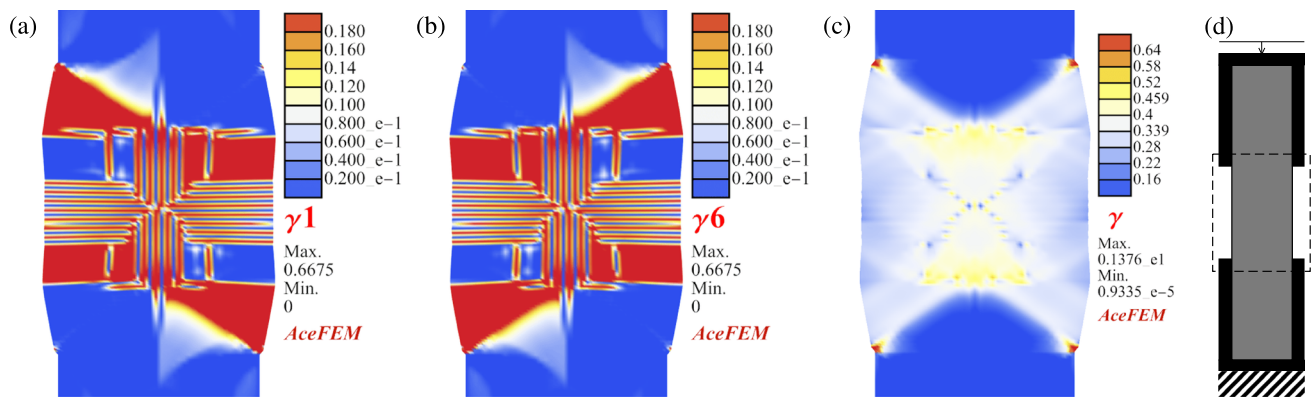 (a)
0.180
0.160
0.14
0.120
0.100
0.800_e-1
0.600_e-1
0.400_e-1
0.200_e-1
γ1
Max.
0.6675
Min.
0
AceFEM
(b)
0.180
0.160
0.14
0.120
0.100
0.800_e-1
0.600_e-1
0.400_e-1
0.200_e-1
γ6
Max.
0.6675
Min.
0
AceFEM
(c)
0.64
0.58
0.52
0.459
0.4
0.339
0.28
0.22
0.16
γ
Max.
0.1376_e1
Min.
0.9335_e-5
AceFEM
(d)